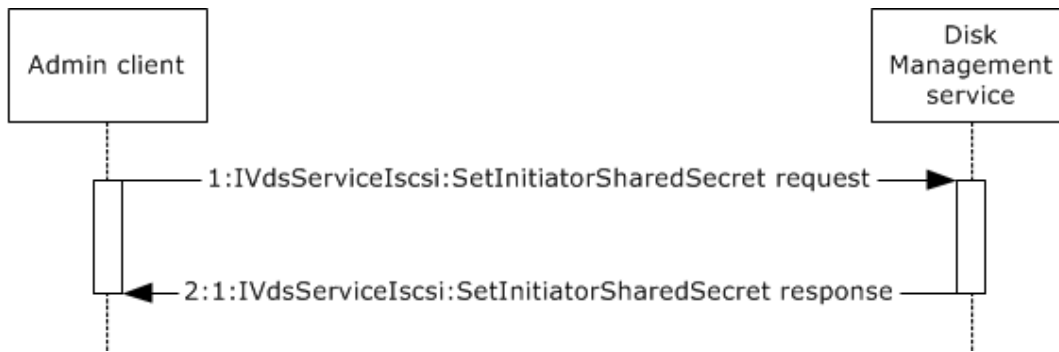 Admin client
Disk
Management
service
1:IVdsServiceIscsi:SetInitiatorSharedSecret request
2:1:IVdsServiceIscsi:SetInitiatorSharedSecret response